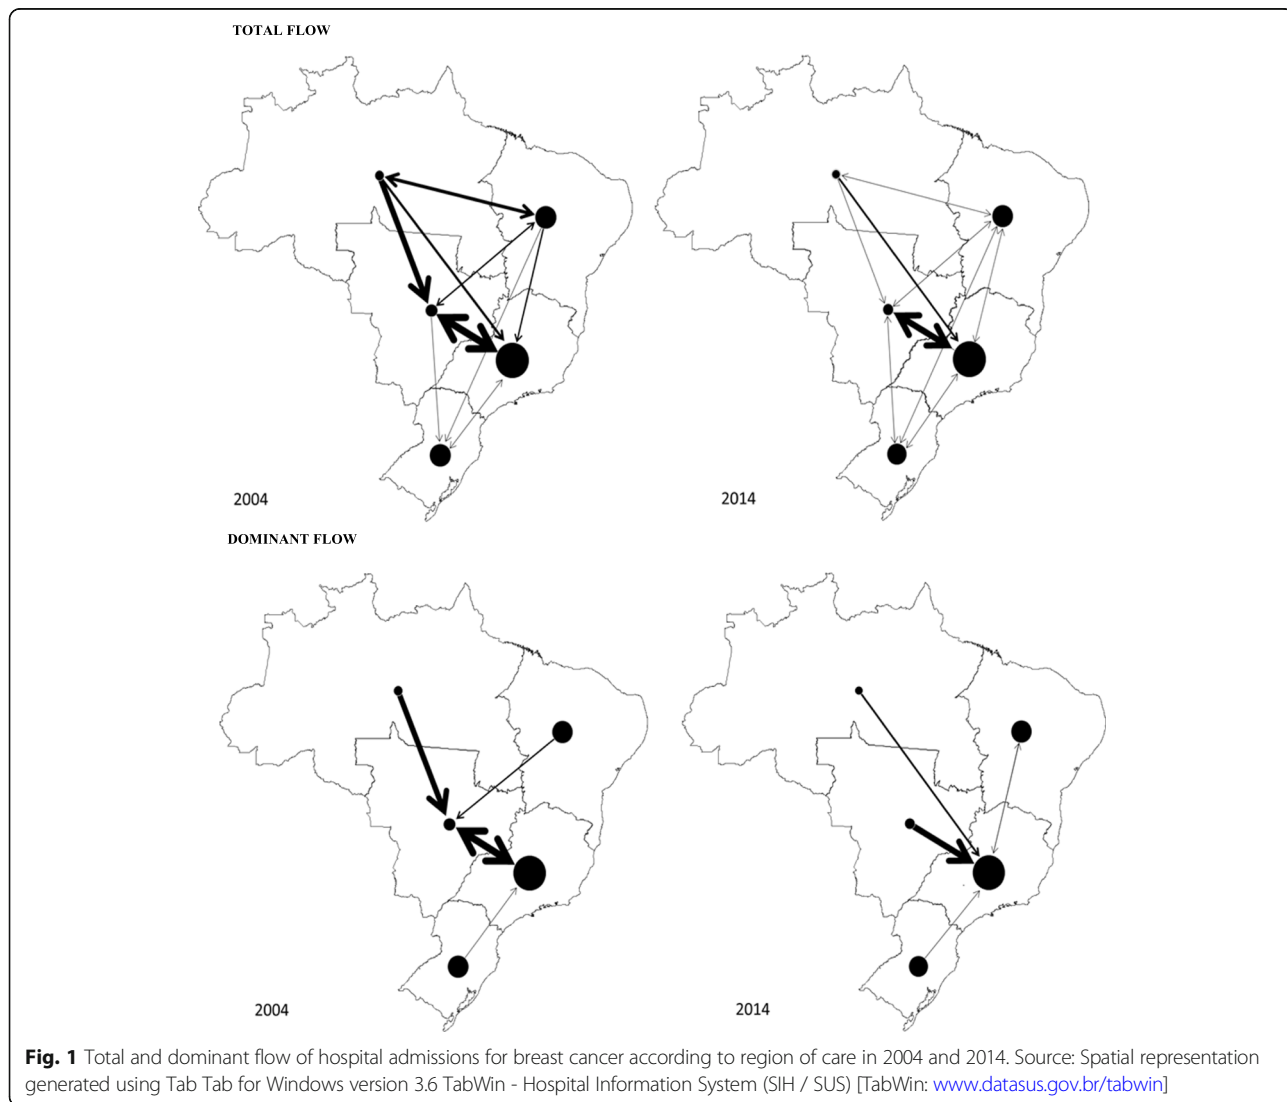 TOTAL FLOW
2004
2014
DOMINANT FLOW
2004
2014
Fig. 1 Total and dominant flow of hospital admissions for breast cancer according to region of care in 2004 and 2014. Source: Spatial representation
generated using Tab Tab for Windows version 3.6 TabWin - Hospital Information System (SIH / SUS) [TabWin: www.datasus.gov.br/tabwin]